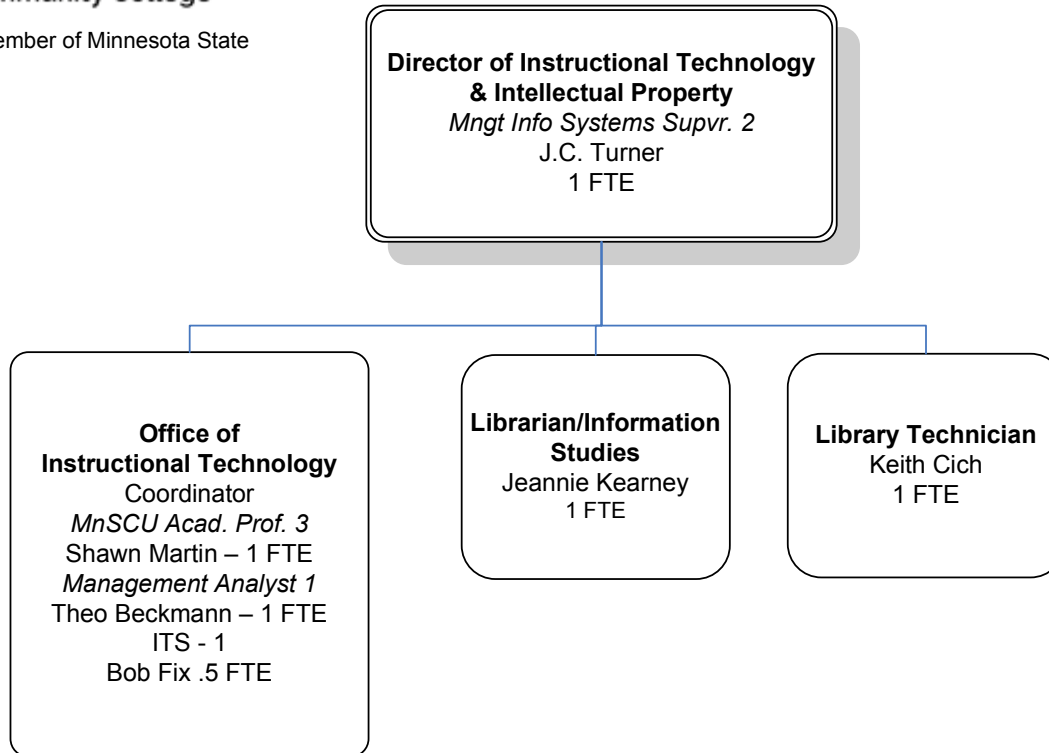 ember of Minnesota State
Director of Instructional Technology
& Intellectual Property
Mngt Info Systems Supvr. 2
J.C. Turner
1 FTE
Office of
Instructional Technology
Coordinator
MnSCU Acad. Prof. 3
Shawn Martin – 1 FTE
Management Analyst 1
Theo Beckmann – 1 FTE
ITS - 1
Bob Fix .5 FTE
Librarian/Information
Studies
Jeannie Kearney
1 FTE
Library Technician
Keith Cich
1 FTE